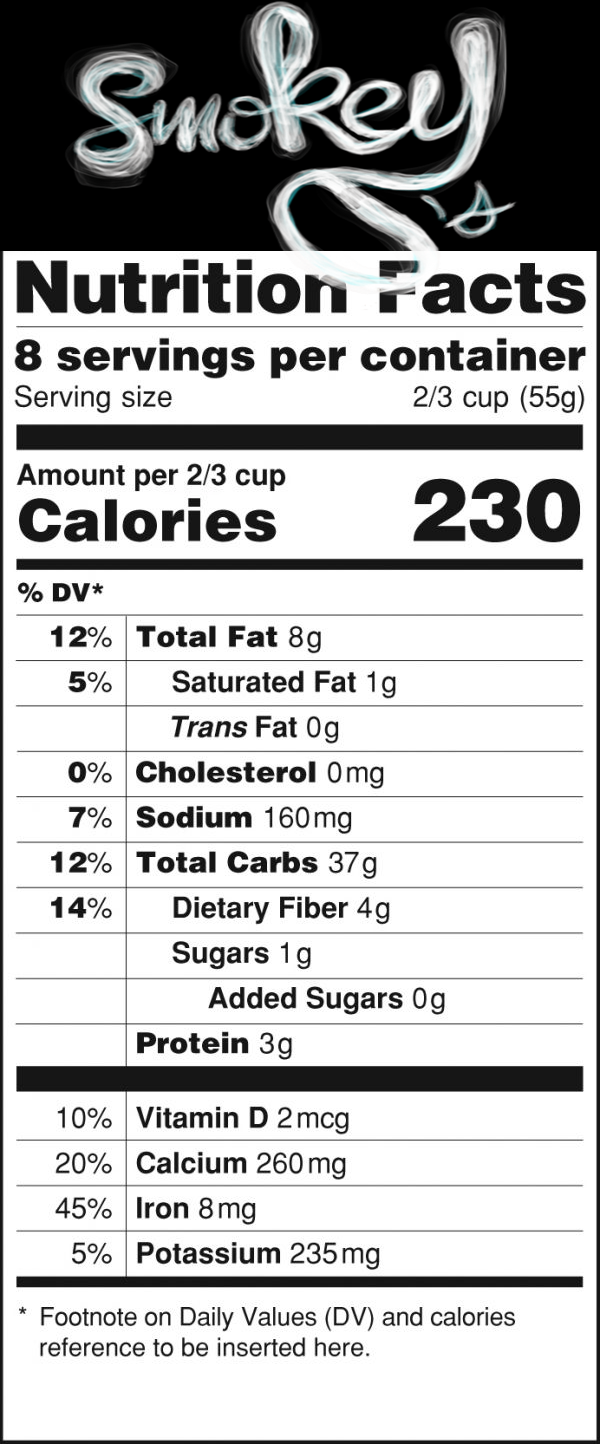 Smokey's
Nutrition Facts
8 servings per container
Serving size 2/3 cup (55g)
Amount per 2/3 cup
Calories 230
% DV*
12% Total Fat 8g
5% Saturated Fat 1g
Trans Fat 0g
0% Cholesterol 0mg
7% Sodium 160mg
12% Total Carbs 37g
14% Dietary Fiber 4g
Sugars 1g
Added Sugars 0g
Protein 3g
10% Vitamin D 2mcg
20% Calcium 260mg
45% Iron 8mg
5% Potassium 235mg
* Footnote on Daily Values (DV) and calories
reference to be inserted here.